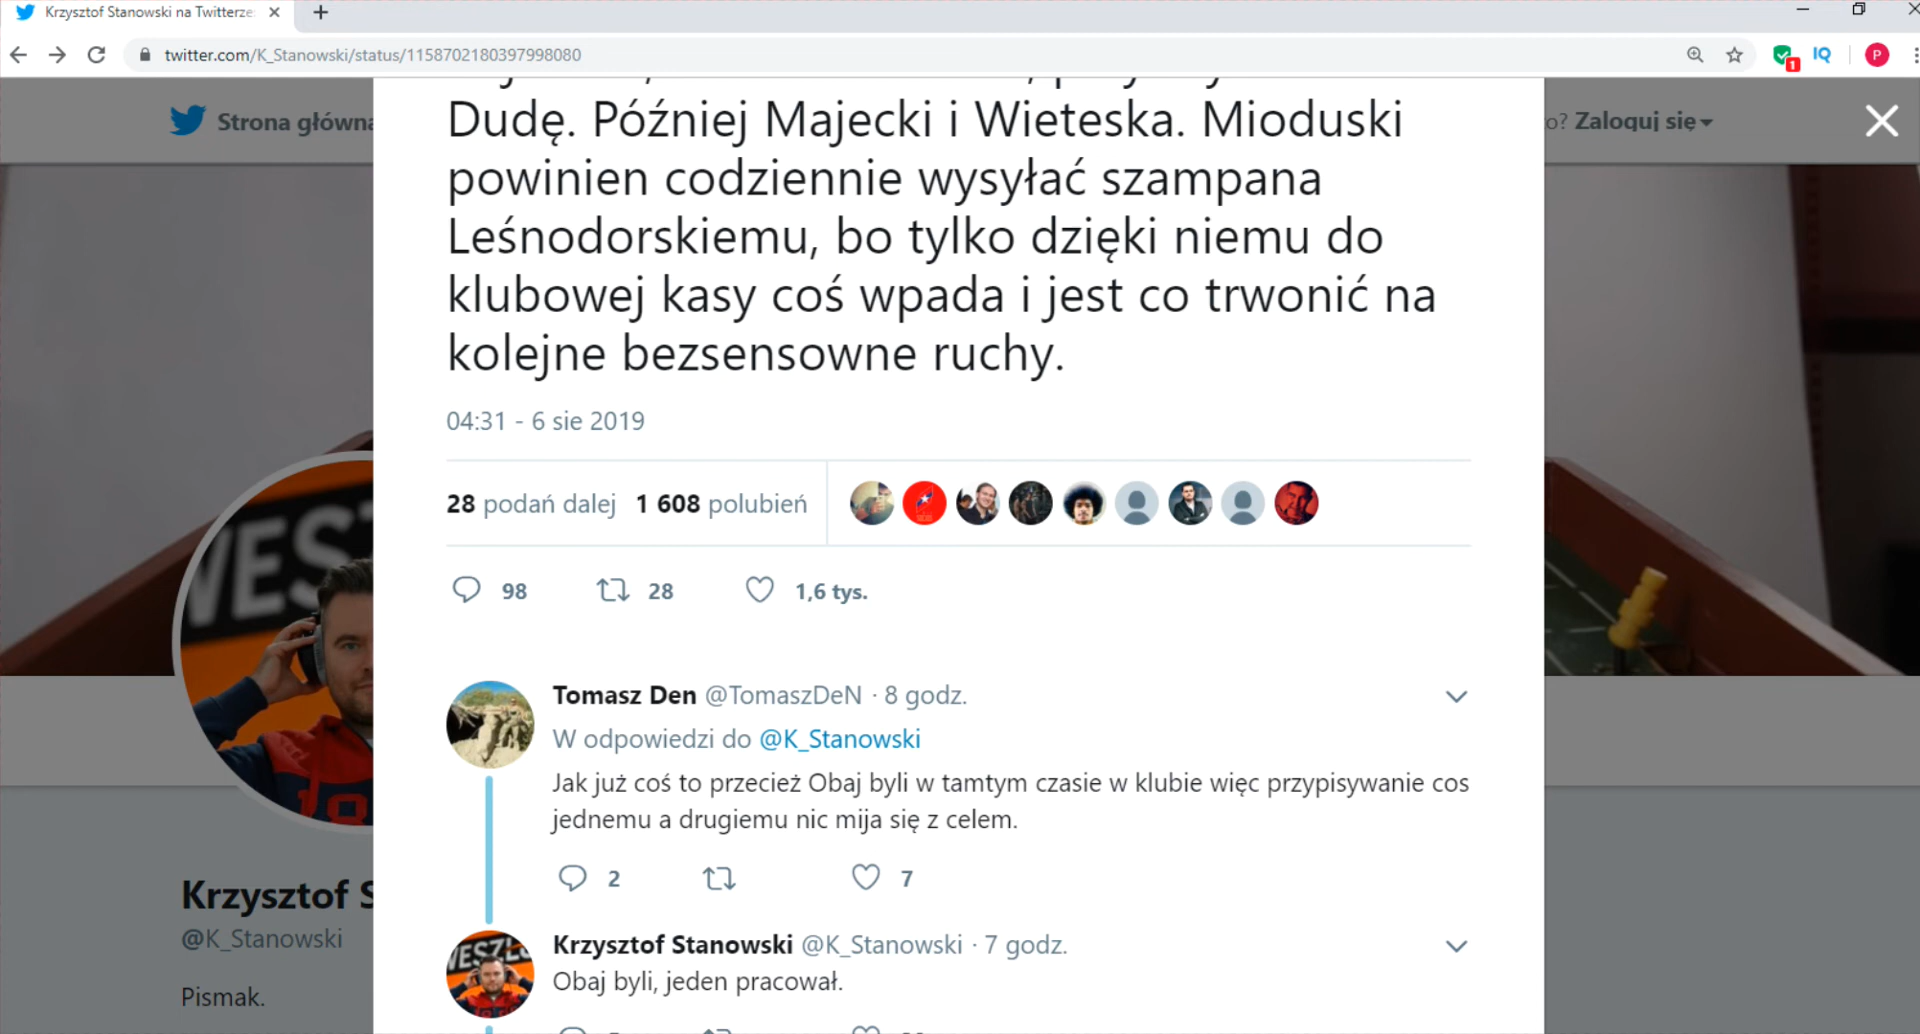 Krzysztof Stanowski na Twitterze:
twitter.com/K_Stanowski/status/1158702180397998080
1
IQ
P
Strona główna
o? Zaloguj się
Dudę. Później Majecki i Wieteska. Mioduski
powinien codziennie wysyłać szampana
Leśnodorskiemu, bo tylko dzięki niemu do
klubowej kasy coś wpada i jest co trwonić na
kolejne bezsensowne ruchy.
04:31 - 6 sie 2019
28 podań dalej 1 608 polubień
98 28 1,6 tys.
Tomasz Den @TomaszDeN · 8 godz.
W odpowiedzi do @K_Stanowski
Jak już coś to przecież Obaj byli w tamtym czasie w klubie więc przypisywanie cos
jednemu a drugiemu nic mija się z celem.
2 7
Krzysztof Stanowski @K_Stanowski · 7 godz.
Obaj byli, jeden pracował.
WESZ
Krzysztof S
@K_Stanowski
Pismak.